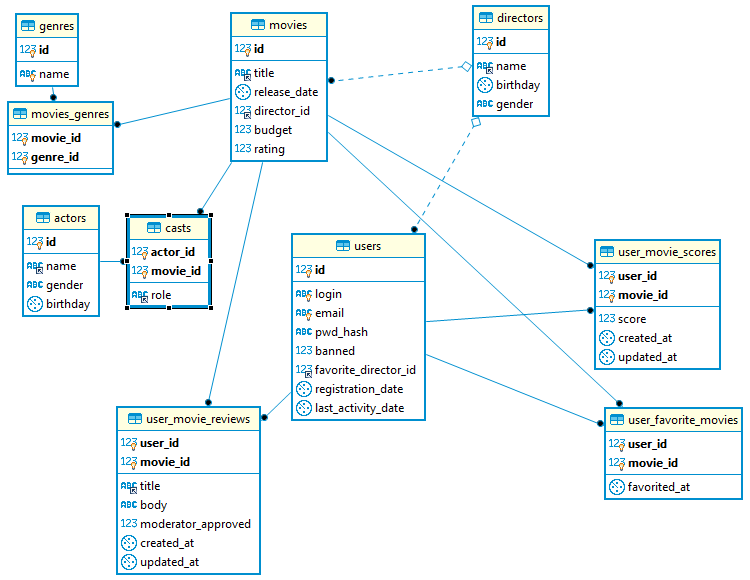 genres
123 id
ABC name
movies
123 id
ABC title
release_date
123 director_id
123 budget
123 rating
directors
123 id
ABC name
birthday
ABC gender
movies_genres
123 movie_id
123 genre_id
actors
123 id
ABC name
ABC gender
birthday
casts
123 actor_id
123 movie_id
ABC role
users
123 id
ABC login
ABC email
ABC pwd_hash
123 banned
123 favorite_director_id
registration_date
last_activity_date
user_movie_scores
123 user_id
123 movie_id
123 score
created_at
updated_at
user_movie_reviews
123 user_id
123 movie_id
ABC title
ABC body
123 moderator_approved
created_at
updated_at
user_favorite_movies
123 user_id
123 movie_id
favorited_at